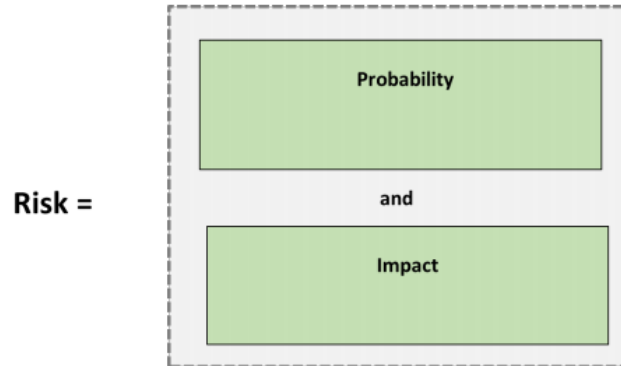 Probability
Risk =
and
Impact